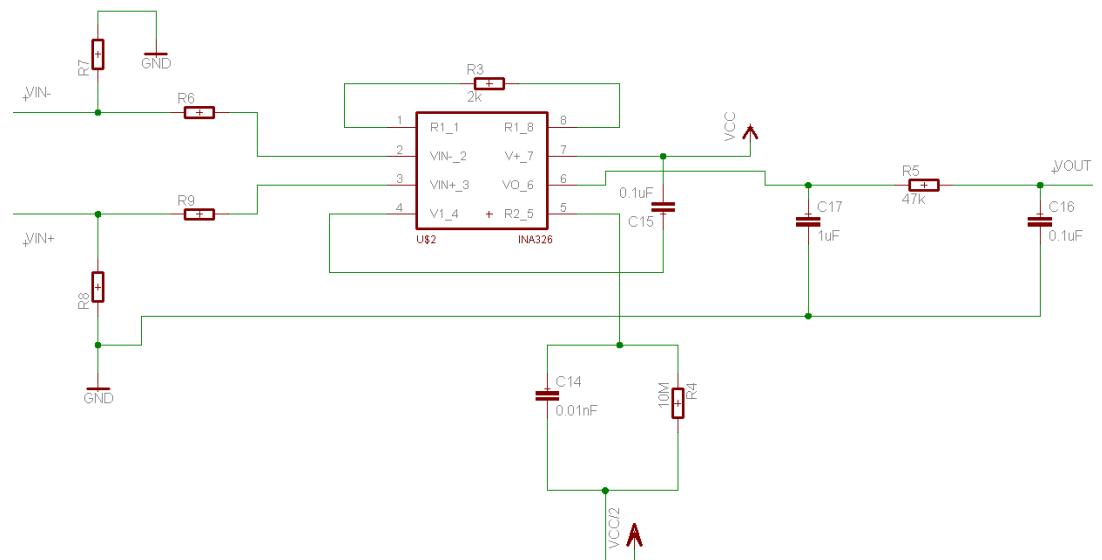 R7
GND
VIN-
R6
R3
2k
1
R1_1
R1_8
8
2
VIN-_2
V+_7
7
3
VIN+_3
VO_6
6
4
V1_4
R2_5
5
U$2
INA326
VCC
0.1uF
C15
R5
47k
VOUT
C17
1uF
C16
0.1uF
R9
VIN+
R8
GND
C14
0.01nF
10M
R4
VCC/2